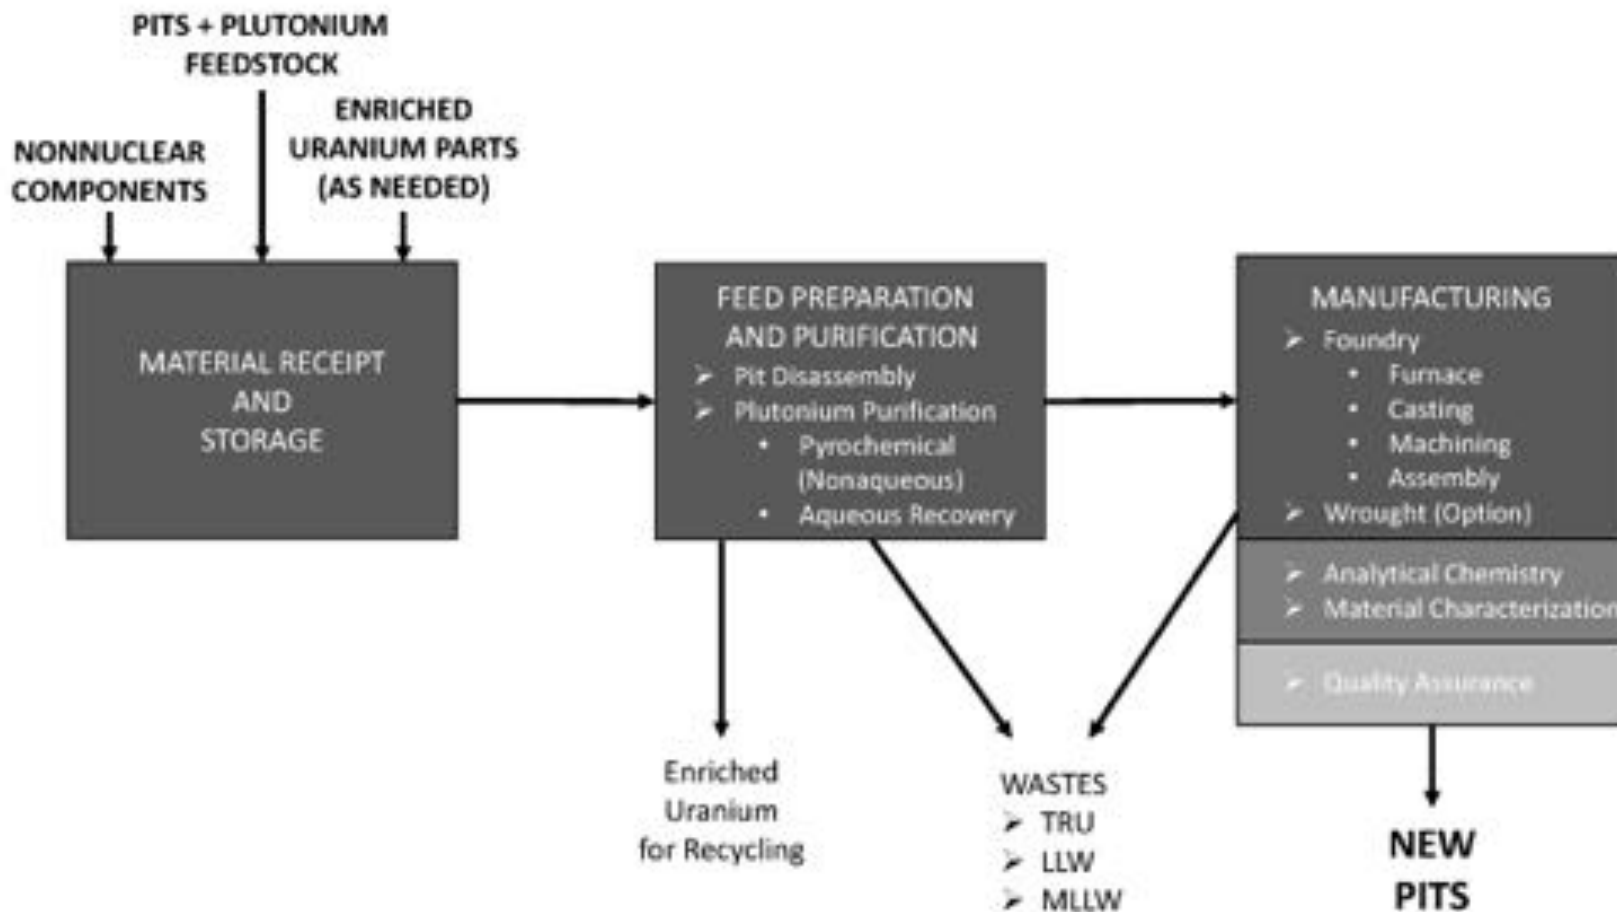 PITS + PLUTONIUM
FEEDSTOCK
NONNUCLEAR
COMPONENTS
ENRICHED
URANIUM PARTS
(AS NEEDED)
MATERIAL RECEIPT
AND
STORAGE
FEED PREPARATION
AND PURIFICATION
➢ Pit Disassembly
➢ Plutonium Purification
• Pyrochemical
(Nonaqueous)
• Aqueous Recovery
MANUFACTURING
➢ Foundry
• Furnace
• Casting
• Machining
• Assembly
➢ Wrought (Option)
➢ Analytical Chemistry
➢ Material Characterization
➢ Quality Assurance
Enriched
Uranium
for Recycling
WASTES
➢ TRU
➢ LLW
➢ MLLW
NEW
PITS